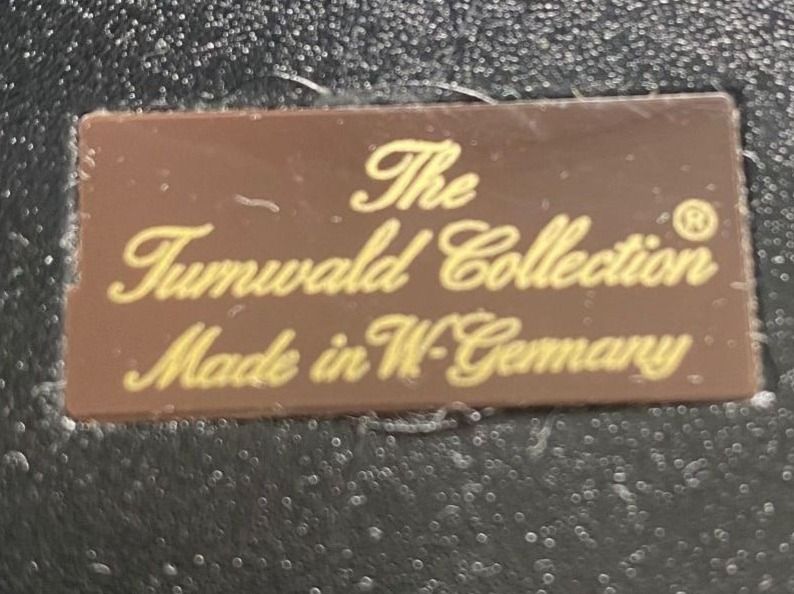 The
Turnwald Collection®
Made in W-Germany